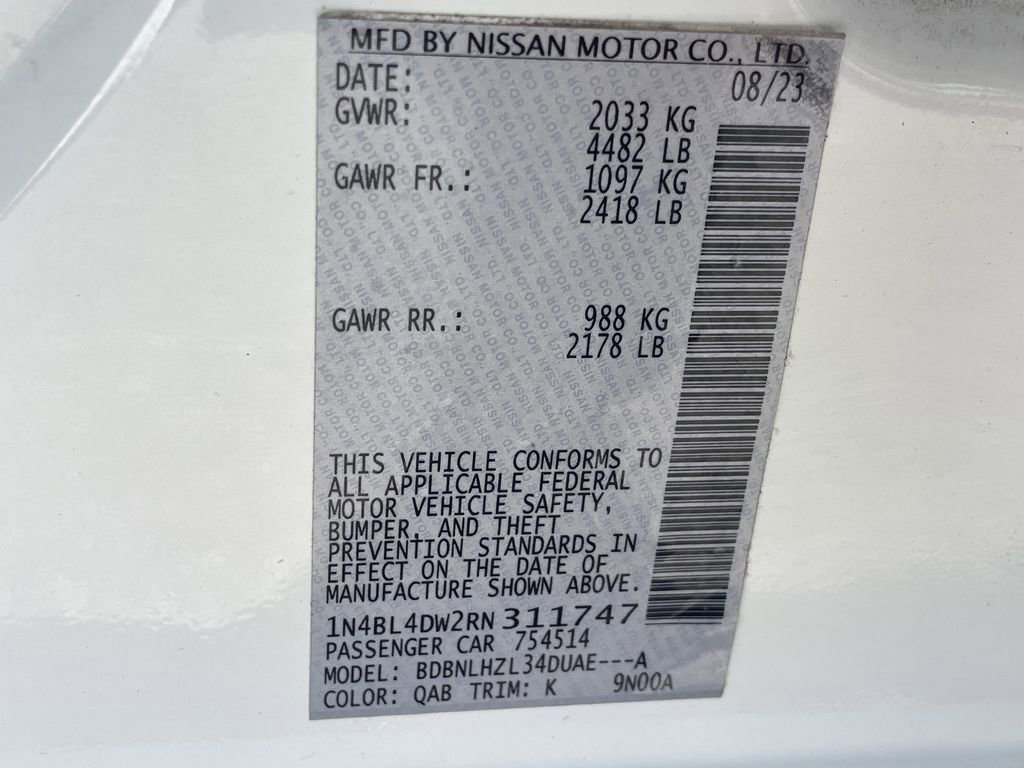 MFD BY NISSAN MOTOR CO., LTD.
DATE: 08/23
GVWR: 2033 KG
4482 LB
GAWR FR.: 1097 KG
2418 LB
GAWR RR.: 988 KG
2178 LB
THIS VEHICLE CONFORMS TO
ALL APPLICABLE FEDERAL
MOTOR VEHICLE SAFETY,
BUMPER, AND THEFT
PREVENTION STANDARDS IN
EFFECT ON THE DATE OF
MANUFACTURE SHOWN ABOVE.
1N4BL4DW2RN311747
PASSENGER CAR 754514
MODEL: BDBNLHZL34DUAE---A
COLOR: QAB TRIM: K 9N00A